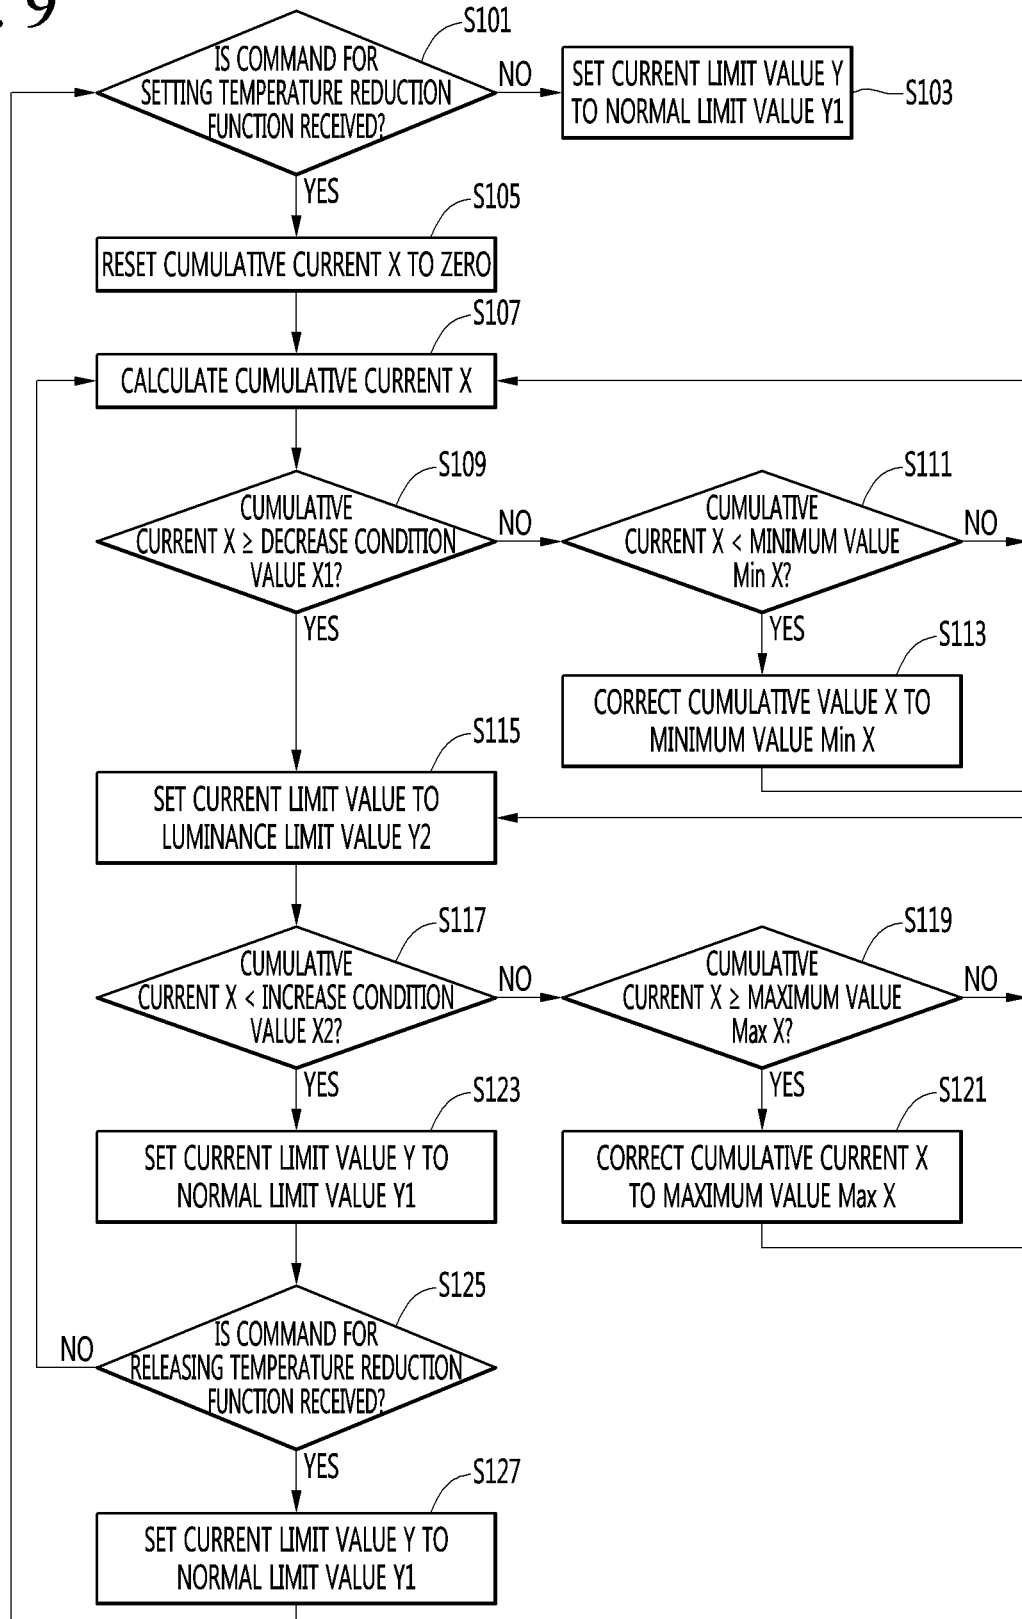 . 9
S101
IS COMMAND FOR
SETTING TEMPERATURE REDUCTION
FUNCTION RECEIVED?
NO
SET CURRENT LIMIT VALUE Y
TO NORMAL LIMIT VALUE Y1
S103
YES
S105
RESET CUMULATIVE CURRENT X TO ZERO
S107
CALCULATE CUMULATIVE CURRENT X
S109
CUMULATIVE
CURRENT X ≥ DECREASE CONDITION
VALUE X1?
NO
S111
CUMULATIVE
CURRENT X < MINIMUM VALUE
Min X?
NO
YES
YES
S113
CORRECT CUMULATIVE VALUE X TO
MINIMUM VALUE Min X
S115
SET CURRENT LIMIT VALUE TO
LUMINANCE LIMIT VALUE Y2
S117
CUMULATIVE
CURRENT X < INCREASE CONDITION
VALUE X2?
NO
S119
CUMULATIVE
CURRENT X ≥ MAXIMUM VALUE
Max X?
NO
YES
YES
S123
SET CURRENT LIMIT VALUE Y TO
NORMAL LIMIT VALUE Y1
S121
CORRECT CUMULATIVE CURRENT X
TO MAXIMUM VALUE Max X
S125
IS COMMAND FOR
RELEASING TEMPERATURE REDUCTION
FUNCTION RECEIVED?
NO
YES
S127
SET CURRENT LIMIT VALUE Y TO
NORMAL LIMIT VALUE Y1